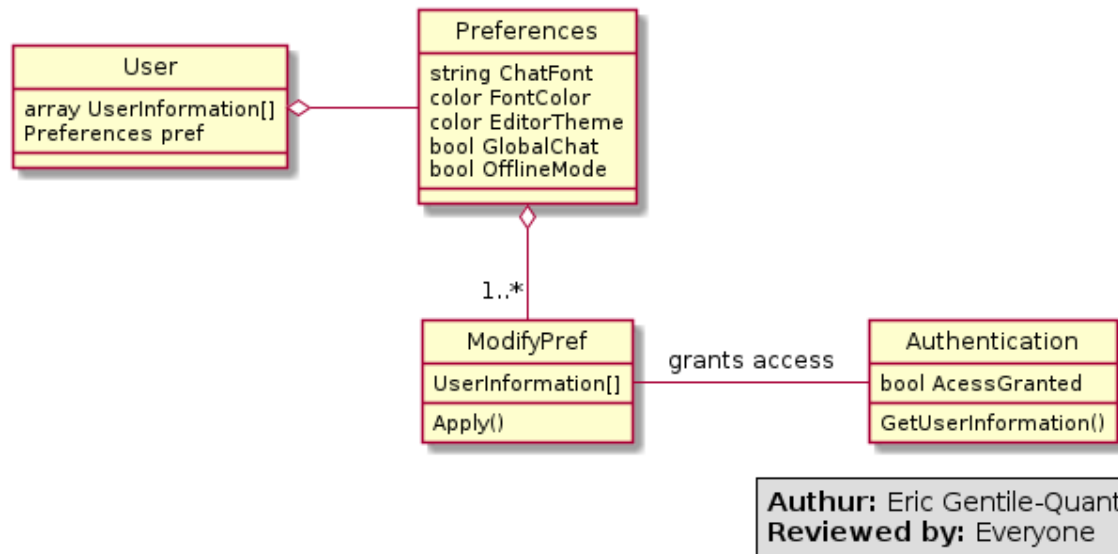 User
array UserInformation[]
Preferences pref
Preferences
string ChatFont
color FontColor
color EditorTheme
bool GlobalChat
bool OfflineMode
1..*
ModifyPref
UserInformation[]
Apply()
grants access
Authentication
bool AcessGranted
GetUserInformation()
Authur: Eric Gentile-Quant
Reviewed by: Everyone